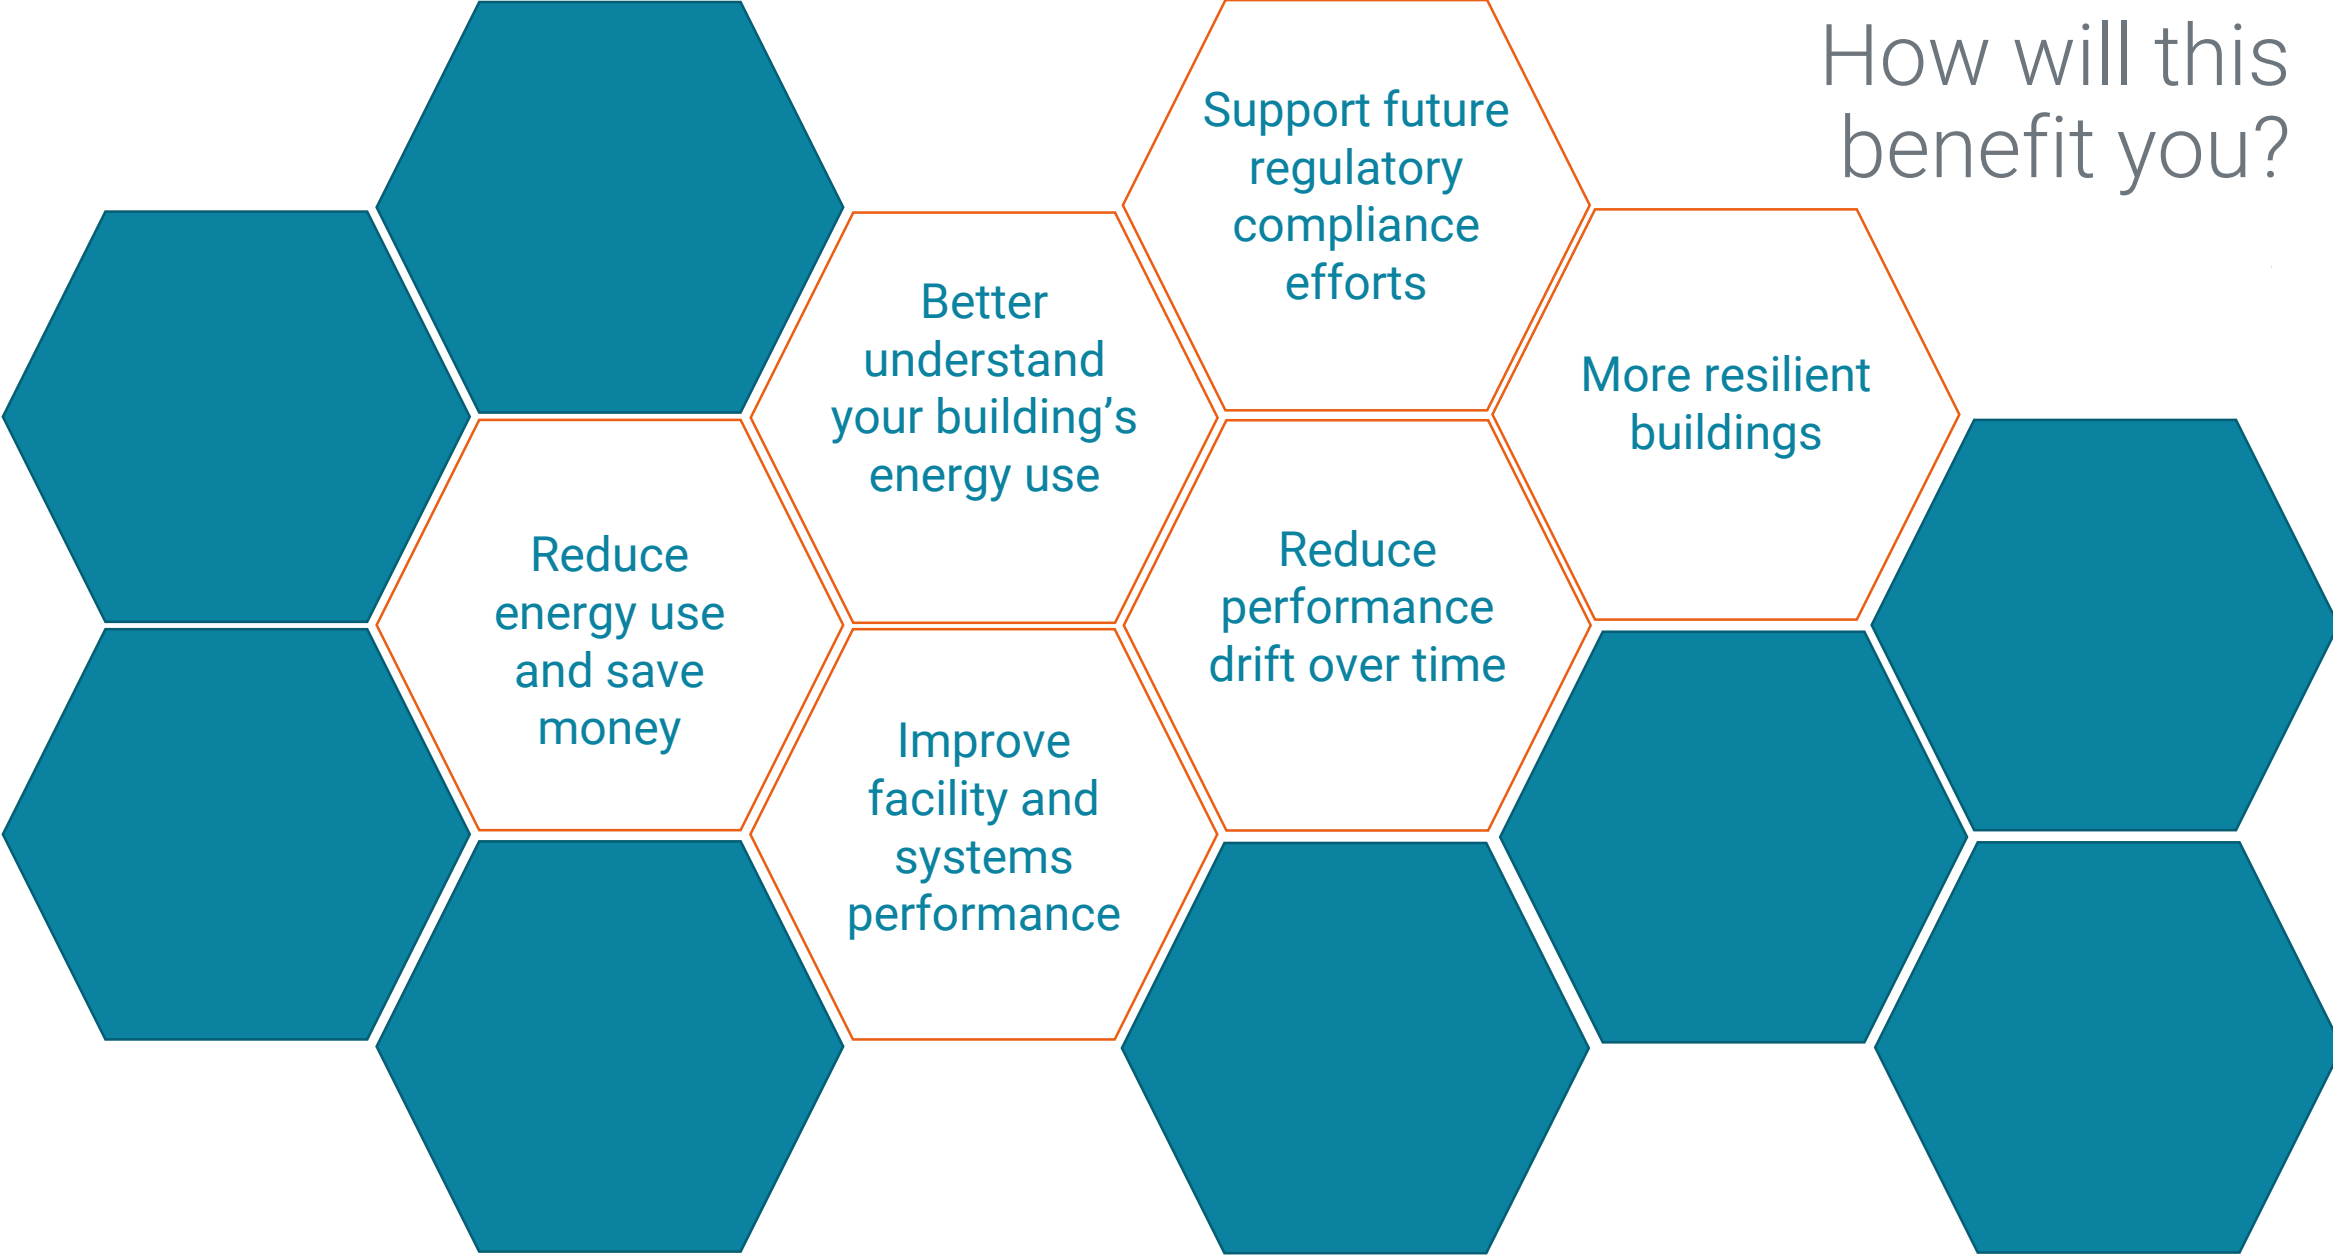 How will this
benefit you?
Support future
regulatory
compliance
efforts
Better
understand
your building’s
energy use
More resilient
buildings
Reduce
energy use
and save
money
Reduce
performance
drift over time
Improve
facility and
systems
performance